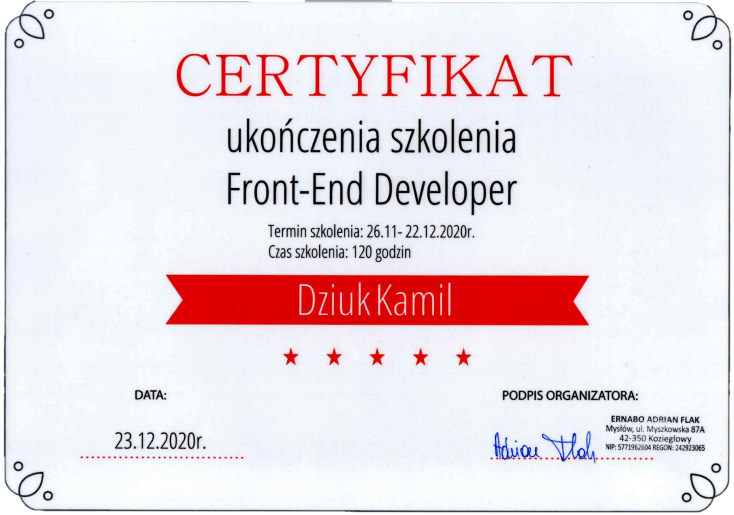 CERTYFIKAT
ukończenia szkolenia
Front-End Developer
Termin szkolenia: 26.11- 22.12.2020r.
Czas szkolenia: 120 godzin
Dziuk Kamil
DATA:
23.12.2020r.
PODPIS ORGANIZATORA:
ERNABO ADRIAN FLAK
Mysłów, ul. Myszkowska 87A
42-350 Koziegłowy
NIP: 5771962604 REGON: 242923065
Adrian Flak